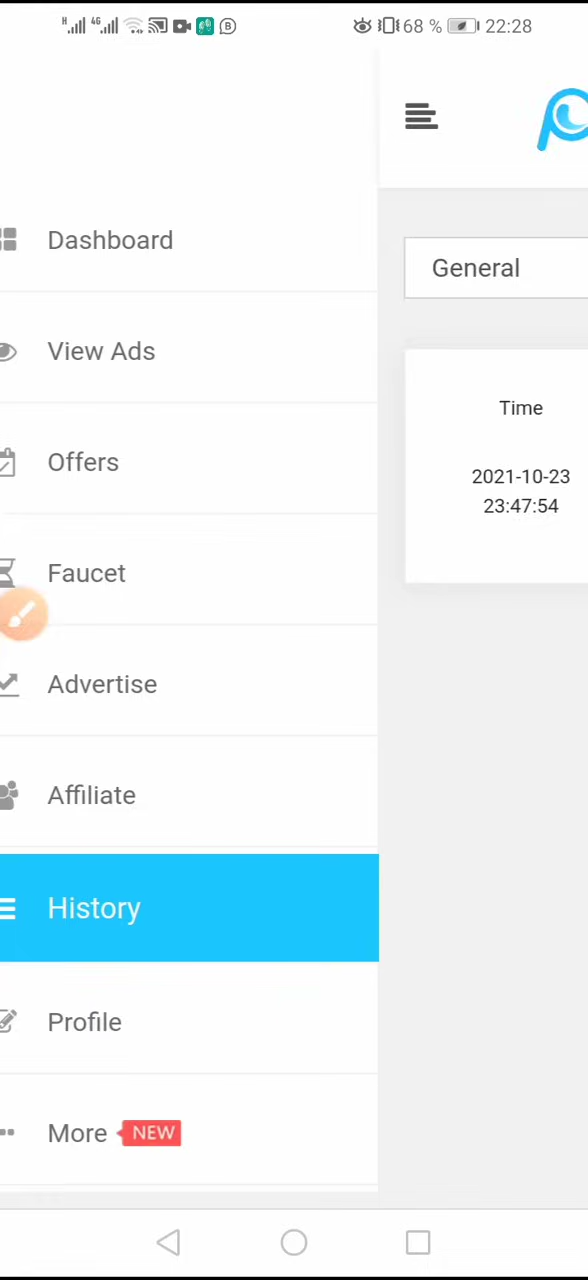 H 4G B 68 % 22:28
Dashboard
View Ads
Offers
Faucet
Advertise
Affiliate
History
Profile
More NEW
General
Time
2021-10-23
23:47:54